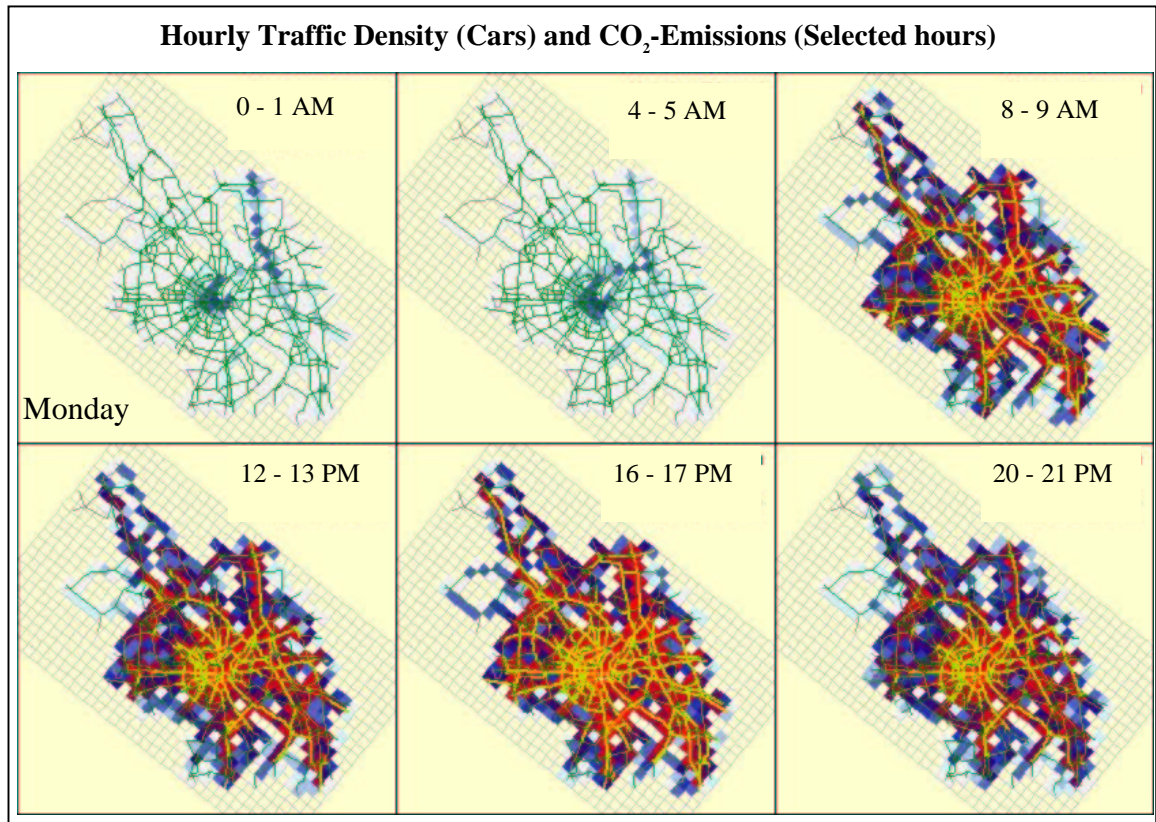 Hourly Traffic Density (Cars) and CO₂-Emissions (Selected hours)
0 - 1 AM
4 - 5 AM
8 - 9 AM
Monday
12 - 13 PM
16 - 17 PM
20 - 21 PM